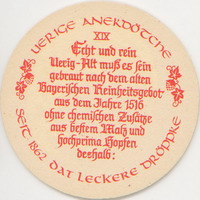 UERIGE ANEKDÖTCHE
XIX
Echt und rein
Uerig-Alt muß es sein
gebraut nach dem alten
Bayerischen Reinheitsgebot
aus dem Jahre 1516
ohne chemischen Zusätze
aus bestem Malz und
hochprima Hopfen
deshalb:
SEIT 1862 DAT LECKERE DRÖPPKE